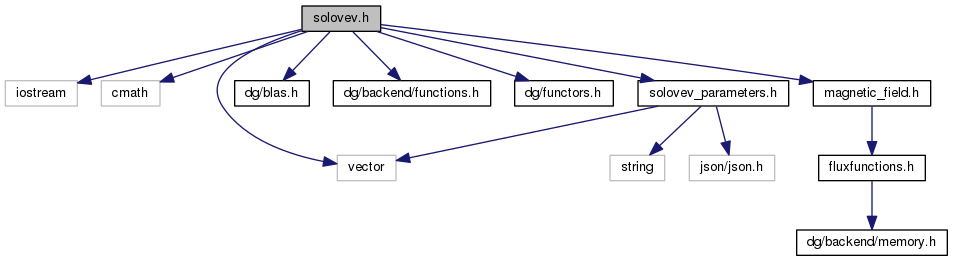 solovev.h
iostream
cmath
dg/blas.h
dg/backend/functions.h
dg/functors.h
solovev_parameters.h
magnetic_field.h
vector
string
json/json.h
fluxfunctions.h
dg/backend/memory.h